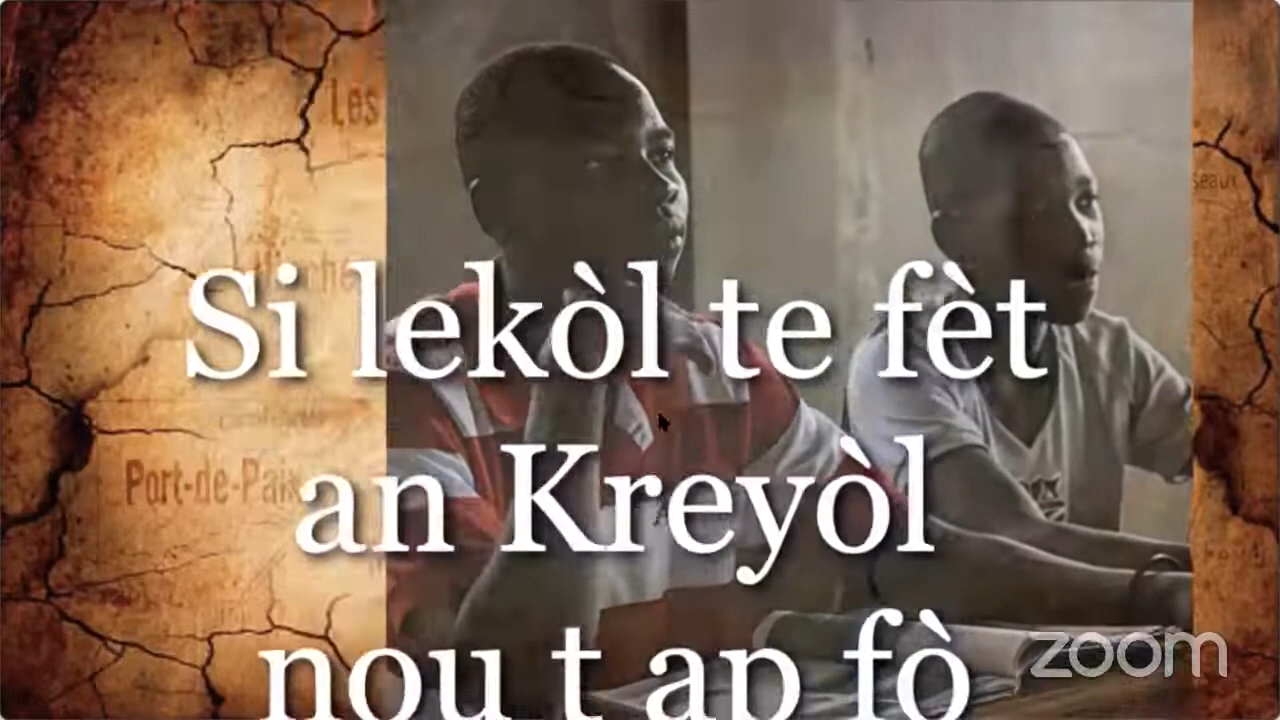 Les
Si lekòl te fèt
an Kreyòl
Port-de-Paix
nou t ap fò
zoom